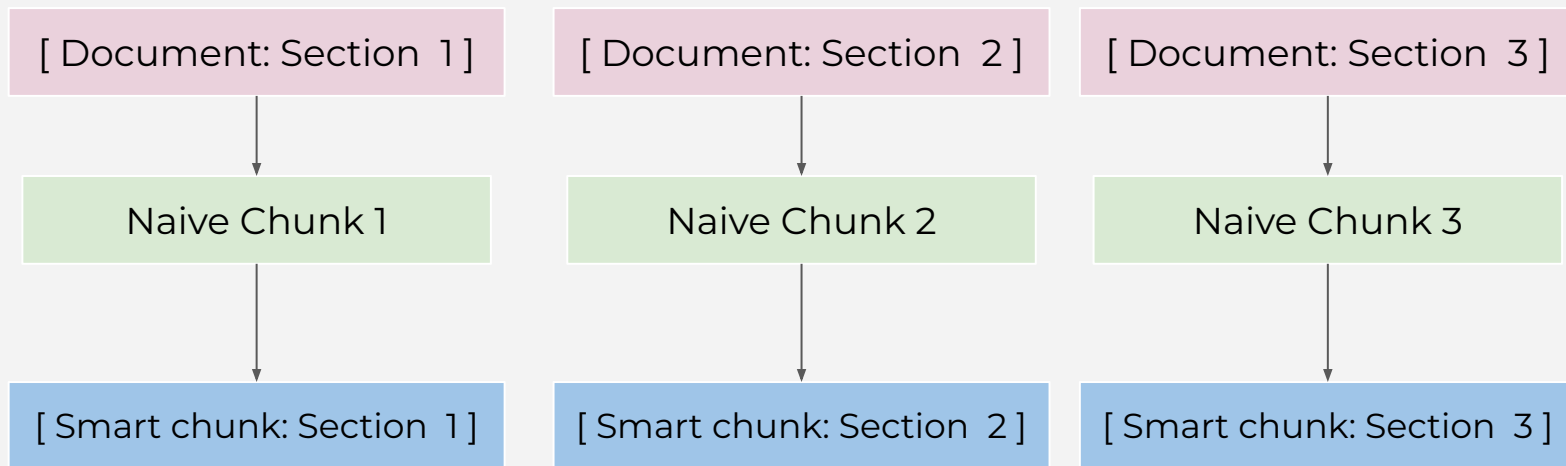 [ Document: Section 1 ]
[ Document: Section 2 ]
[ Document: Section 3 ]
Naive Chunk 1
Naive Chunk 2
Naive Chunk 3
[ Smart chunk: Section 1 ]
[ Smart chunk: Section 2 ]
[ Smart chunk: Section 3 ]